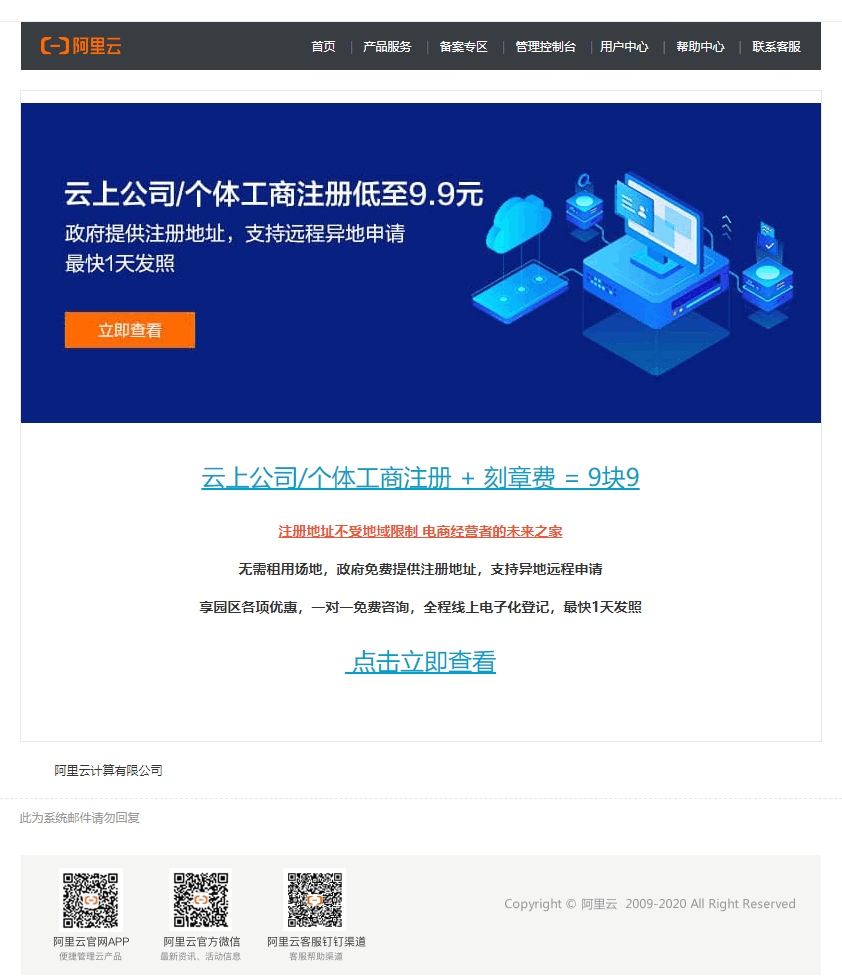 阿里云
首页 | 产品服务 | 备案专区 | 管理控制台 | 用户中心 | 帮助中心 | 联系客服
云上公司/个体工商注册低至9.9元
政府提供注册地址，支持远程异地申请
最快1天发照
立即查看
云上公司/个体工商注册 + 刻章费 = 9块9
注册地址不受地域限制 电商经营者的未来之家
无需租用场地，政府免费提供注册地址，支持异地远程申请
享园区各项优惠，一对一免费咨询，全程线上电子化登记，最快1天发照
点击立即查看
阿里云计算有限公司
此为系统邮件请勿回复
阿里云官网APP
便捷管理云产品
阿里云官方微信
最新资讯、活动信息
阿里云客服钉钉渠道
客服帮助渠道
Copyright © 阿里云 2009-2020 All Right Reserved